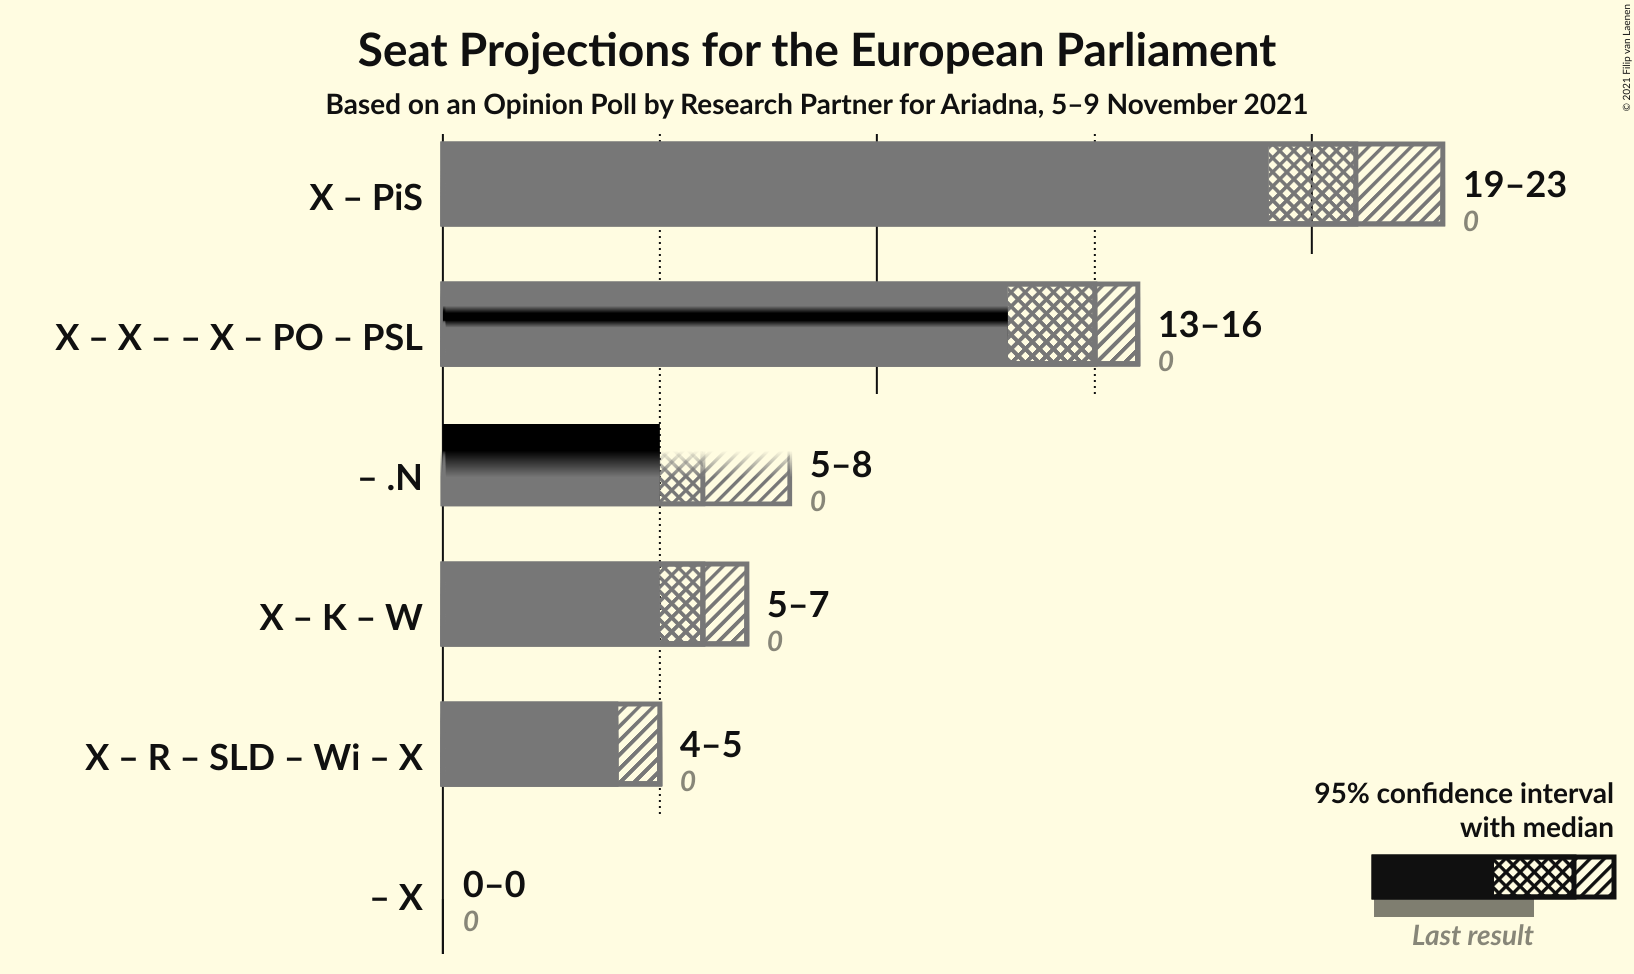 Seat Projections for the European Parliament
Based on an Opinion Poll by Research Partner for Ariadna, 5–9 November 2021
© 2021 Filip van Laenen
X – PiS
19–23
0
X – X – – X – PO – PSL
13–16
0
– .N
5–8
0
X – K – W
5–7
0
X – R – SLD – Wi – X
4–5
0
– X
0–0
0
95% confidence interval
with median
Last result